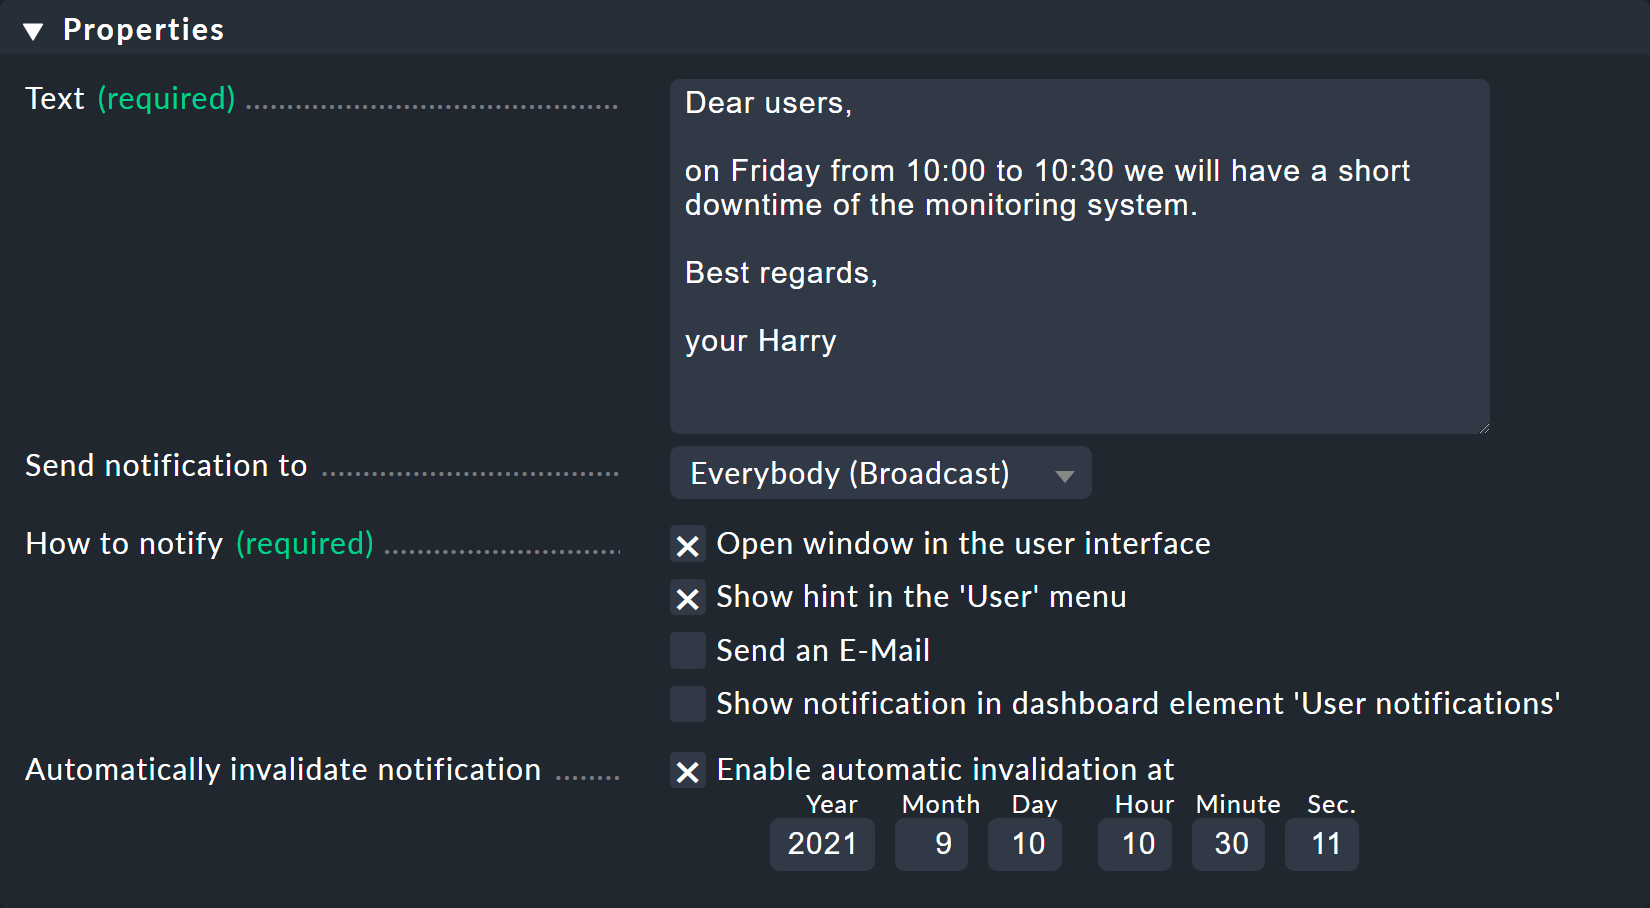 Properties
Text (required)
Dear users,
on Friday from 10:00 to 10:30 we will have a short
downtime of the monitoring system.
Best regards,
your Harry
Send notification to
Everybody (Broadcast)
How to notify (required)
Open window in the user interface
Show hint in the 'User' menu
Send an E-Mail
Show notification in dashboard element 'User notifications'
Automatically invalidate notification
Enable automatic invalidation at
Year Month Day Hour Minute Sec.
2021 9 10 10 30 11